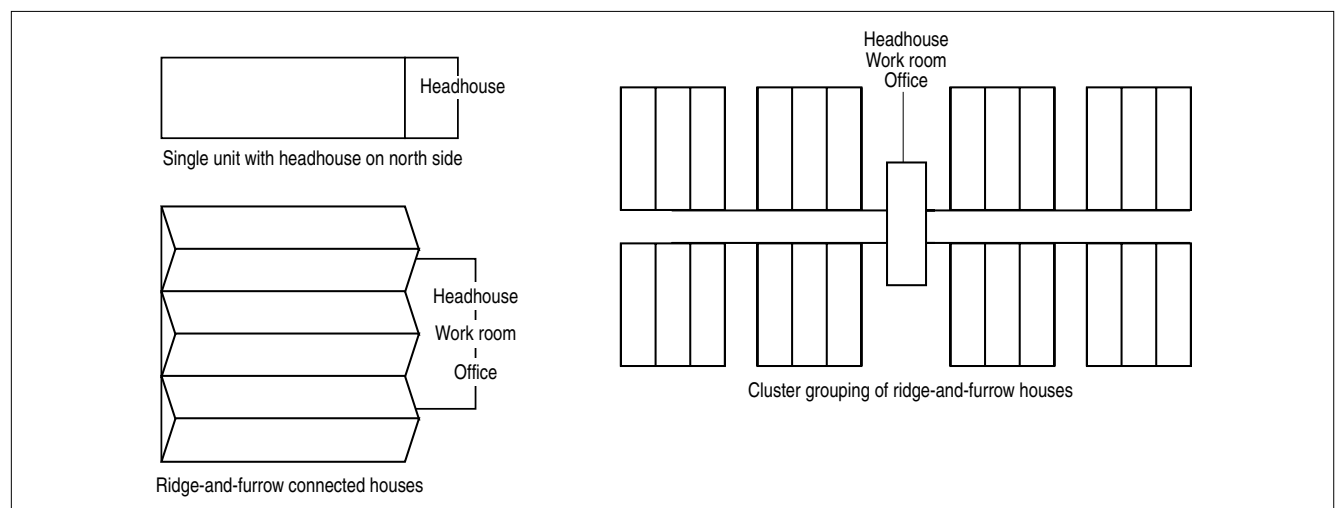 Headhouse
Single unit with headhouse on north side
Headhouse
Work room
Office
Ridge-and-furrow connected houses
Headhouse
Work room
Office
Cluster grouping of ridge-and-furrow houses